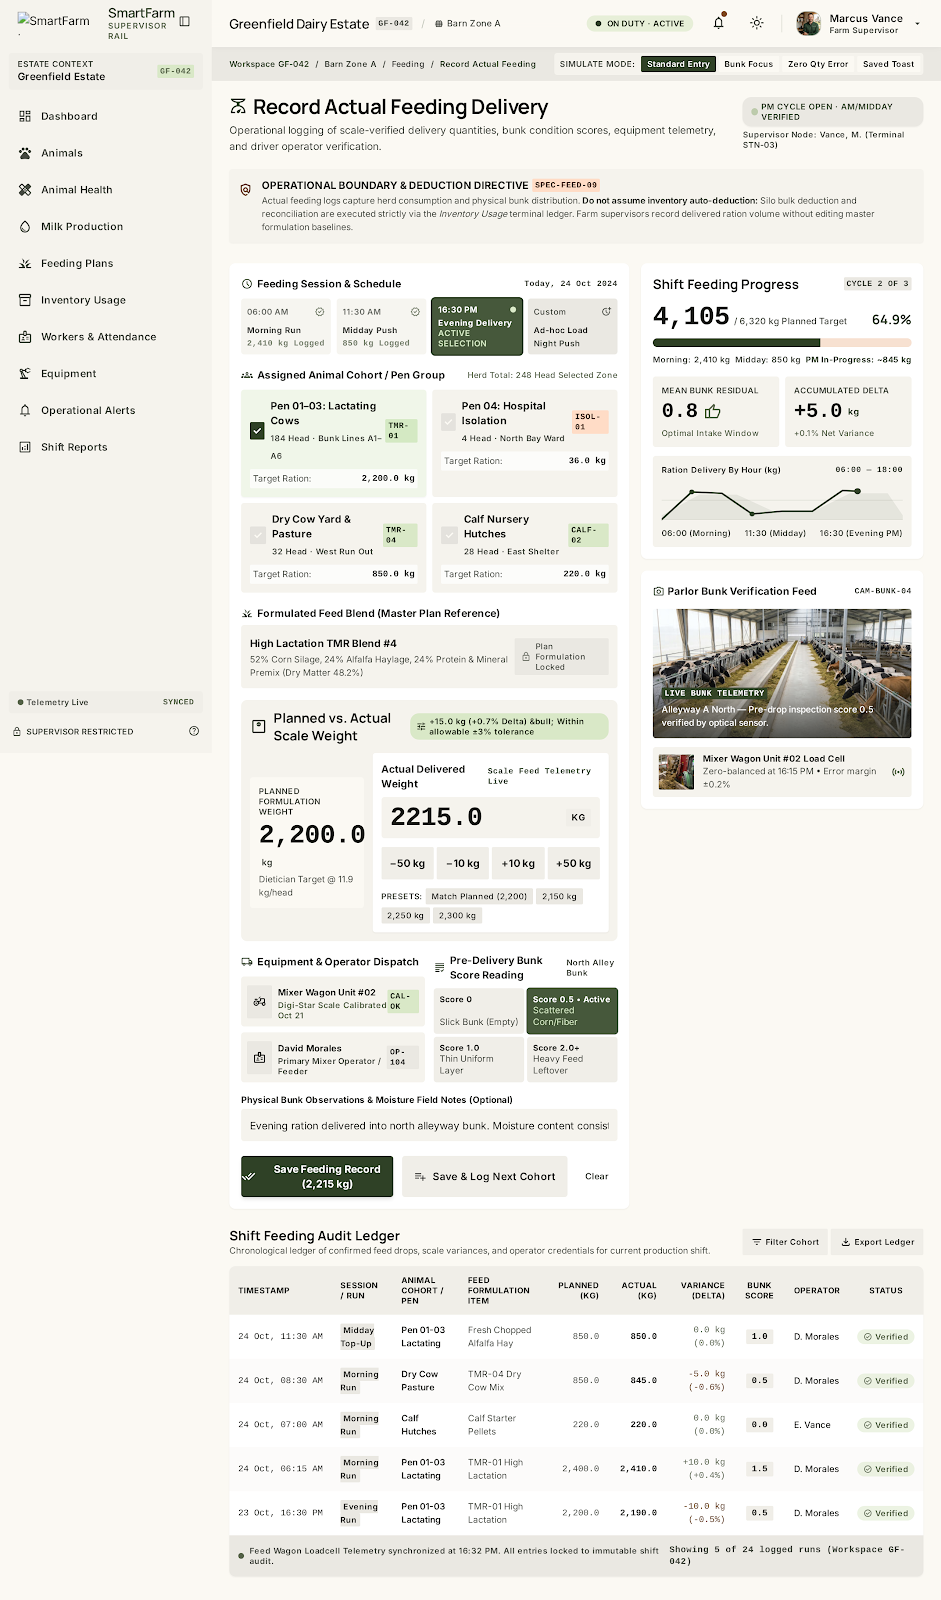 SmartFarm
SmartFarm
SUPERVISOR
RAIL
ESTATE CONTEXT
Greenfield Estate
GF-042
Dashboard
Animals
Animal Health
Milk Production
Feeding Plans
Inventory Usage
Workers & Attendance
Equipment
Operational Alerts
Shift Reports
Telemetry Live
SYNCED
SUPERVISOR RESTRICTED
Greenfield Dairy Estate GF-042 / Barn Zone A
ON DUTY · ACTIVE
Marcus Vance
Farm Supervisor
Workspace GF-042 / Barn Zone A / Feeding / Record Actual Feeding
SIMULATE MODE: Standard Entry Bunk Focus Zero Qty Error Saved Toast
Record Actual Feeding Delivery
Operational logging of scale-verified delivery quantities, bunk condition scores, equipment telemetry,
and driver operator verification.
PM CYCLE OPEN · AM/MIDDAY
VERIFIED
Supervisor Node: Vance, M. (Terminal
STN-03)
OPERATIONAL BOUNDARY & DEDUCTION DIRECTIVE SPEC-FEED-09
Actual feeding logs capture herd consumption and physical bunk distribution. Do not assume inventory auto-deduction: Silo bulk deduction and
reconciliation are executed strictly via the Inventory Usage terminal ledger. Farm supervisors record delivered ration volume without editing master
formulation baselines.
Feeding Session & Schedule
Today, 24 Oct 2024
06:00 AM
Morning Run
2,410 kg Logged
11:30 AM
Midday Push
850 kg Logged
16:30 PM
Evening Delivery
ACTIVE
SELECTION
Custom
Ad-hoc Load
Night Push
Assigned Animal Cohort / Pen Group
Herd Total: 248 Head Selected Zone
Pen 01–03: Lactating
Cows
184 Head · Bunk Lines A1–
A6
TMR-
01
Target Ration: 2,200.0 kg
Pen 04: Hospital
Isolation
4 Head · North Bay Ward
ISOL-
01
Target Ration: 36.0 kg
Dry Cow Yard &
Pasture
32 Head · West Run Out
TMR-
04
Target Ration: 850.0 kg
Calf Nursery
Hutches
28 Head · East Shelter
CALF-
02
Target Ration: 220.0 kg
Formulated Feed Blend (Master Plan Reference)
High Lactation TMR Blend #4
52% Corn Silage, 24% Alfalfa Haylage, 24% Protein & Mineral
Premix (Dry Matter 48.2%)
Plan
Formulation
Locked
Planned vs. Actual
Scale Weight
+15.0 kg (+0.7% Delta) &bull; Within
allowable ±3% tolerance
PLANNED
FORMULATION
WEIGHT
2,200.0
kg
Dietician Target @ 11.9
kg/head
Actual Delivered
Weight
Scale Feed Telemetry
Live
2215.0
KG
−50 kg −10 kg +10 kg +50 kg
PRESETS: Match Planned (2,200) 2,150 kg
2,250 kg 2,300 kg
Equipment & Operator Dispatch
Mixer Wagon Unit #02
Digi-Star Scale Calibrated
Oct 21
CAL-
OK
David Morales
Primary Mixer Operator /
Feeder
OP-
104
Pre-Delivery Bunk
Score Reading
North Alley
Bunk
Score 0
Slick Bunk (Empty)
Score 0.5 • Active
Scattered
Corn/Fiber
Score 1.0
Thin Uniform
Layer
Score 2.0+
Heavy Feed
Leftover
Physical Bunk Observations & Moisture Field Notes (Optional)
Evening ration delivered into north alleyway bunk. Moisture content consist
Save Feeding Record
(2,215 kg)
Save & Log Next Cohort
Clear
Shift Feeding Progress
CYCLE 2 OF 3
4,105 / 6,320 kg Planned Target 64.9%
Morning: 2,410 kg Midday: 850 kg PM In-Progress: ~845 kg
MEAN BUNK RESIDUAL
0.8
Optimal Intake Window
ACCUMULATED DELTA
+5.0 kg
+0.1% Net Variance
Ration Delivery By Hour (kg) 06:00 – 18:00
06:00 (Morning) 11:30 (Midday) 16:30 (Evening PM)
Parlor Bunk Verification Feed
CAM-BUNK-04
LIVE BUNK TELEMETRY
Alleyway A North — Pre-drop inspection score 0.5
verified by optical sensor.
Mixer Wagon Unit #02 Load Cell
Zero-balanced at 16:15 PM • Error margin
±0.2%
Shift Feeding Audit Ledger
Chronological ledger of confirmed feed drops, scale variances, and operator credentials for current production shift.
Filter Cohort
Export Ledger
TIMESTAMP SESSION / RUN ANIMAL COHORT / PEN FEED FORMULATION ITEM PLANNED (KG) ACTUAL (KG) VARIANCE (DELTA) BUNK SCORE OPERATOR STATUS
24 Oct, 11:30 AM Midday Top-Up Pen 01-03 Lactating Fresh Chopped Alfalfa Hay 850.0 850.0 0.0 kg (0.0%) 1.0 D. Morales Verified
24 Oct, 08:30 AM Morning Run Dry Cow Pasture TMR-04 Dry Cow Mix 850.0 845.0 -5.0 kg (-0.6%) 0.5 D. Morales Verified
24 Oct, 07:00 AM Morning Run Calf Hutches Calf Starter Pellets 220.0 220.0 0.0 kg (0.0%) 0.0 E. Vance Verified
24 Oct, 06:15 AM Morning Run Pen 01-03 Lactating TMR-01 High Lactation 2,400.0 2,410.0 +10.0 kg (+0.4%) 1.5 D. Morales Verified
23 Oct, 16:30 PM Evening Run Pen 01-03 Lactating TMR-01 High Lactation 2,200.0 2,190.0 -10.0 kg (-0.5%) 0.5 D. Morales Verified
Feed Wagon Loadcell Telemetry synchronized at 16:32 PM. All entries locked to immutable shift
audit.
Showing 5 of 24 logged runs (Workspace GF-
042)